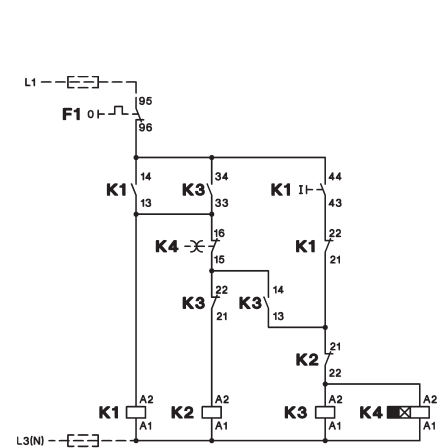 L1
95
F1 0
96
14 34 44
K1 K3 K1 I
13 33 43
16 22
K4 K1
15 21
22 14
K3 K3
21 13
21
K2
22
A2 A2 A2 A2
K1 K2 K3 K4
A1 A1 A1 A1
L3(N)